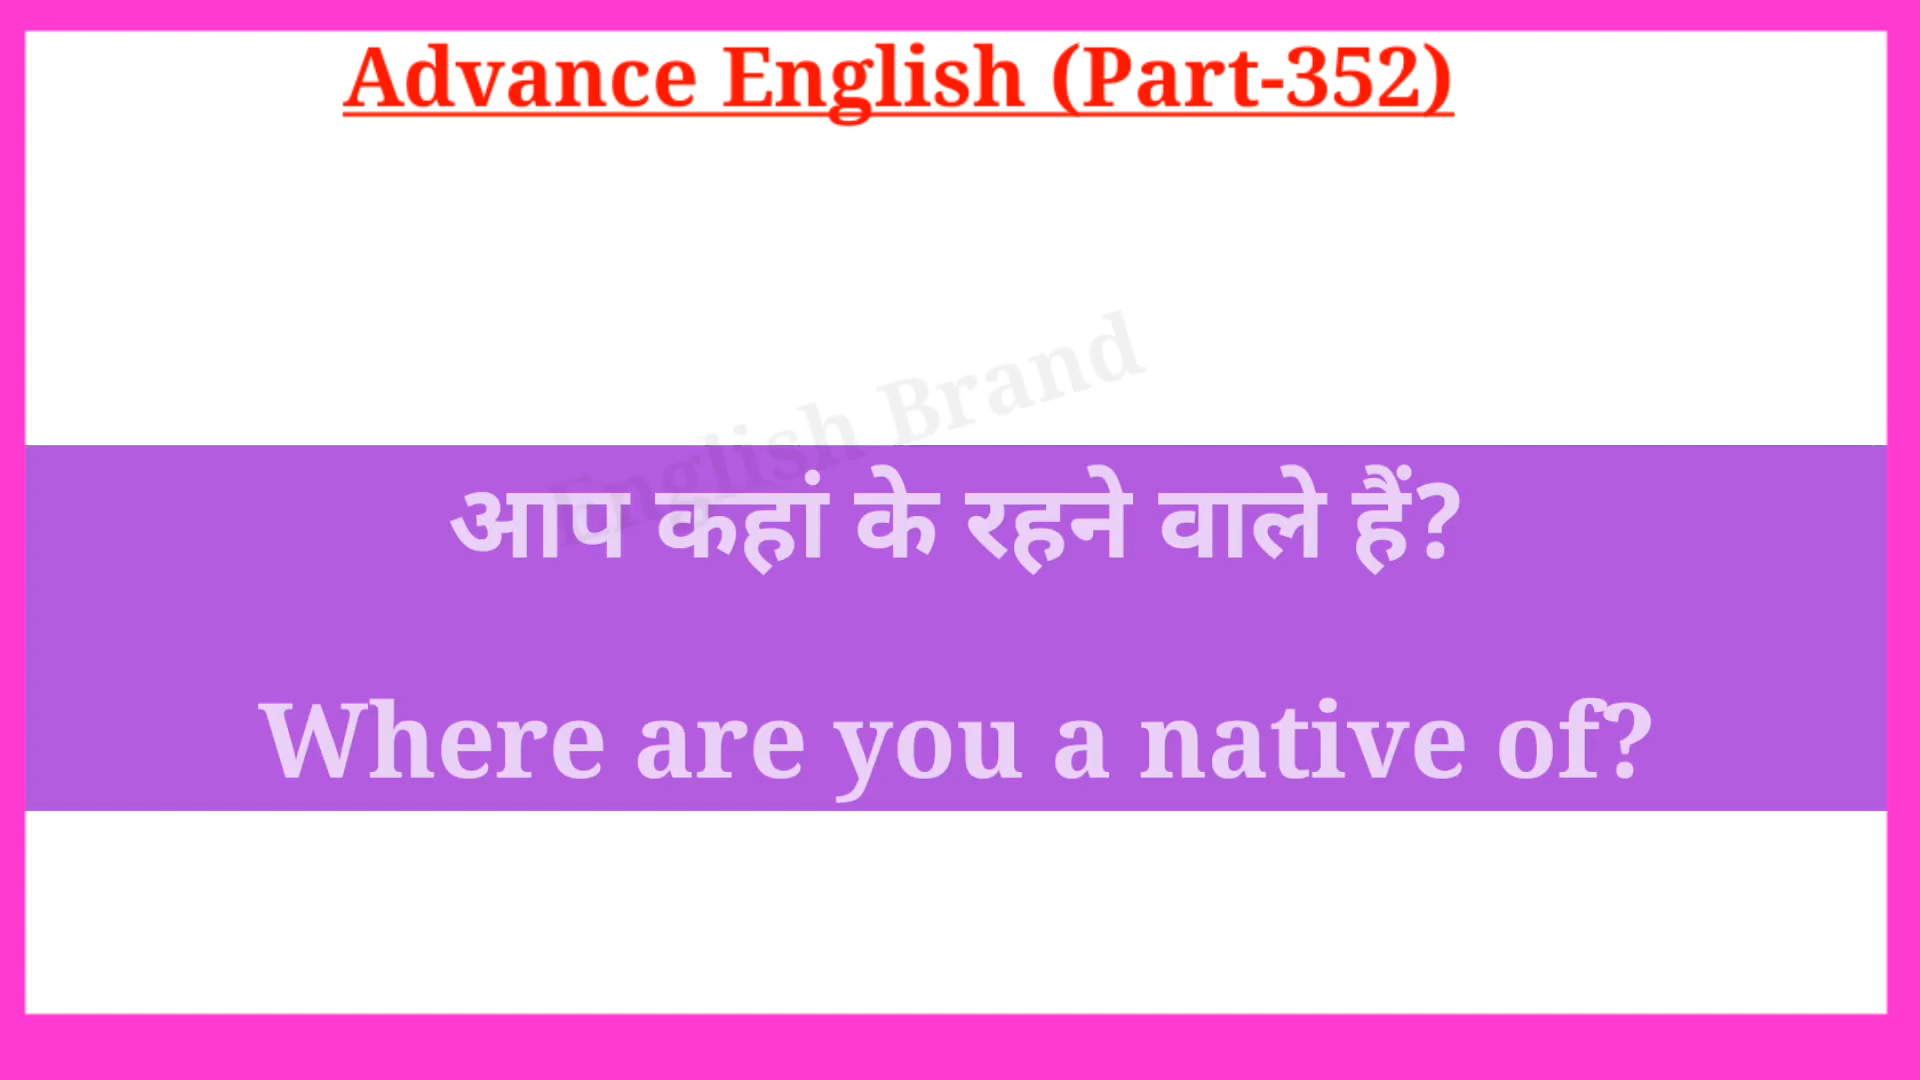 Advance English (Part-352)
English Brand
आप कहां के रहने वाले हैं?
Where are you a native of?